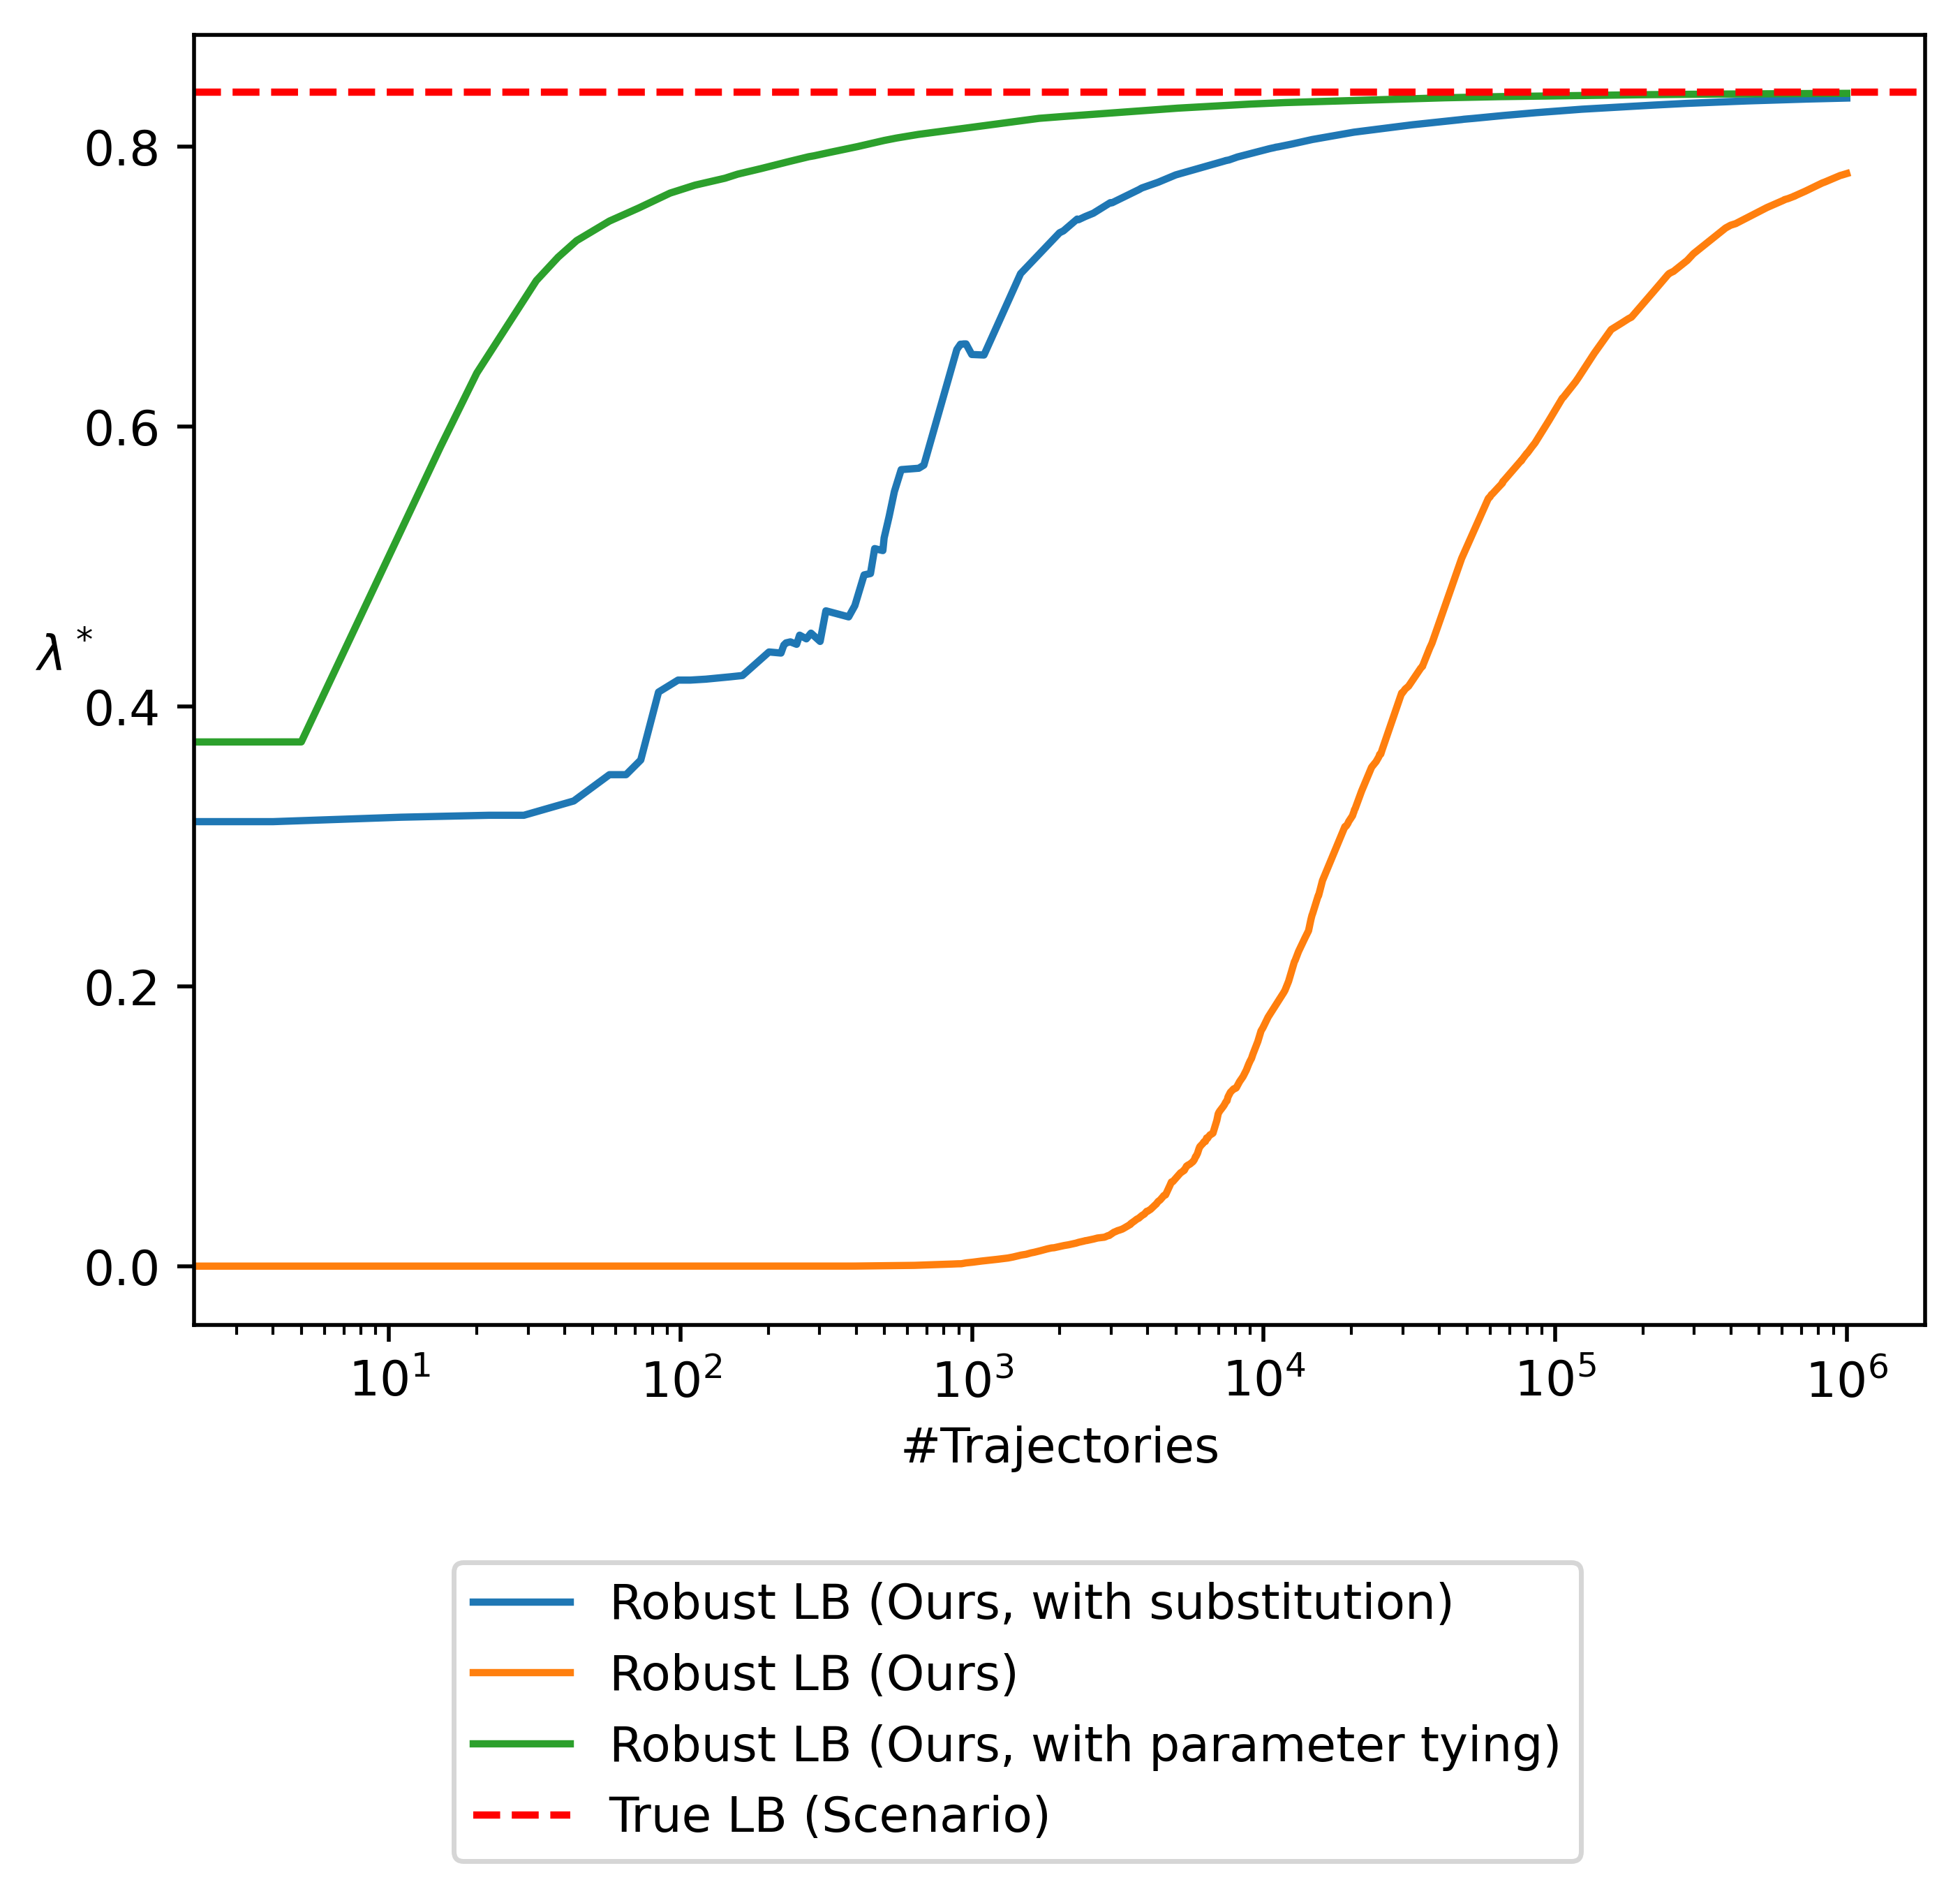 0.8
0.6
λ*
0.4
0.2
0.0
10¹ 10² 10³ 10⁴ 10⁵ 10⁶
#Trajectories
Robust LB (Ours, with substitution)
Robust LB (Ours)
Robust LB (Ours, with parameter tying)
True LB (Scenario)